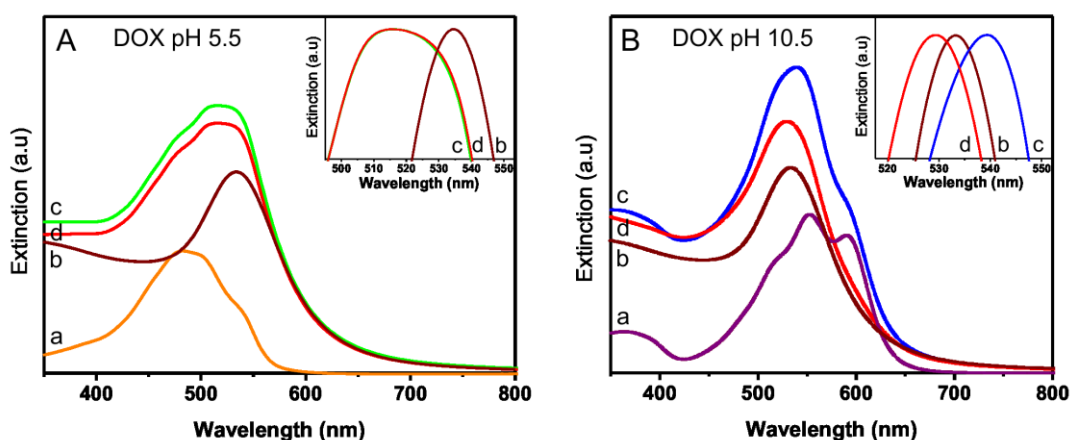 A
DOX pH 5.5
Extinction (a.u)
c
d
b
a
400 500 600 700 800
Wavelength (nm)
Extinction (a.u)
c d b
500 510 520 530 540 550
Wavelength (nm)
B
DOX pH 10.5
Extinction (a.u)
c
d
b
a
400 500 600 700 800
Wavelength (nm)
Extinction (a.u)
d b c
520 530 540 550
Wavelength (nm)